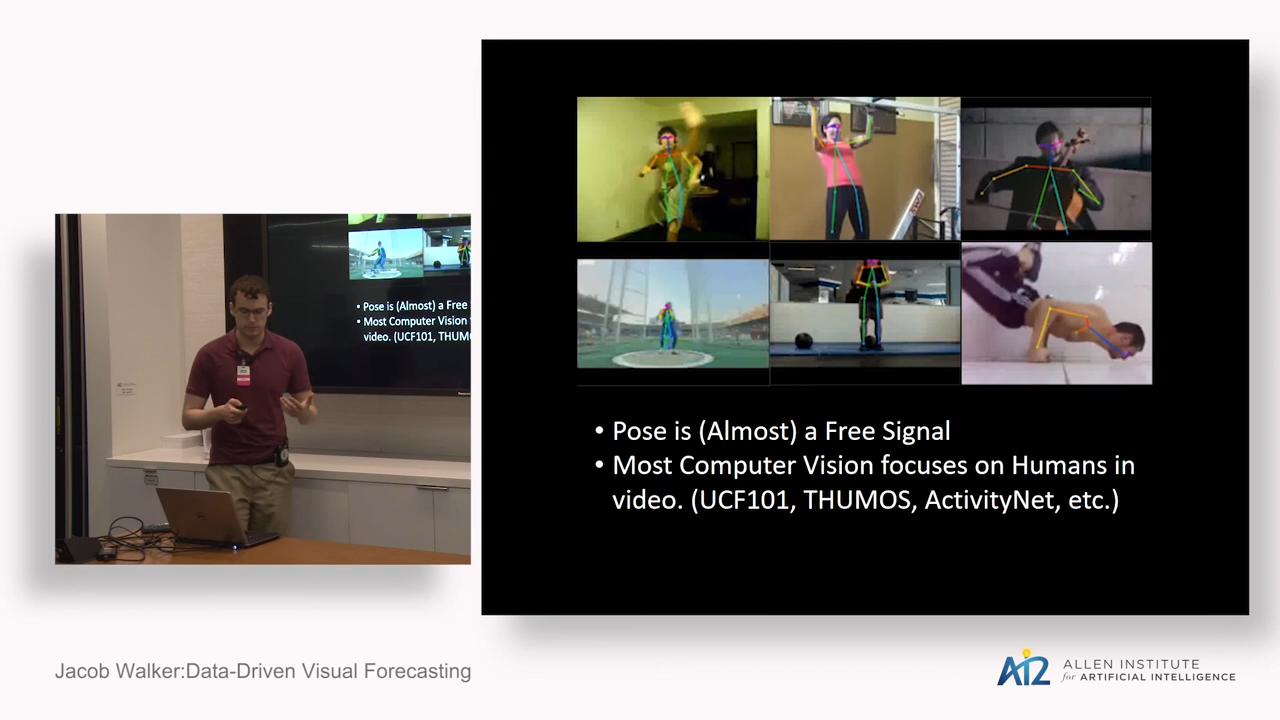 • Pose is (Almost) a Free
• Most Computer Vision
video. (UCF101, THUM
• Pose is (Almost) a Free Signal
• Most Computer Vision focuses on Humans in
video. (UCF101, THUMOS, ActivityNet, etc.)
Jacob Walker:Data-Driven Visual Forecasting
AI2 ALLEN INSTITUTE
for ARTIFICIAL INTELLIGENCE